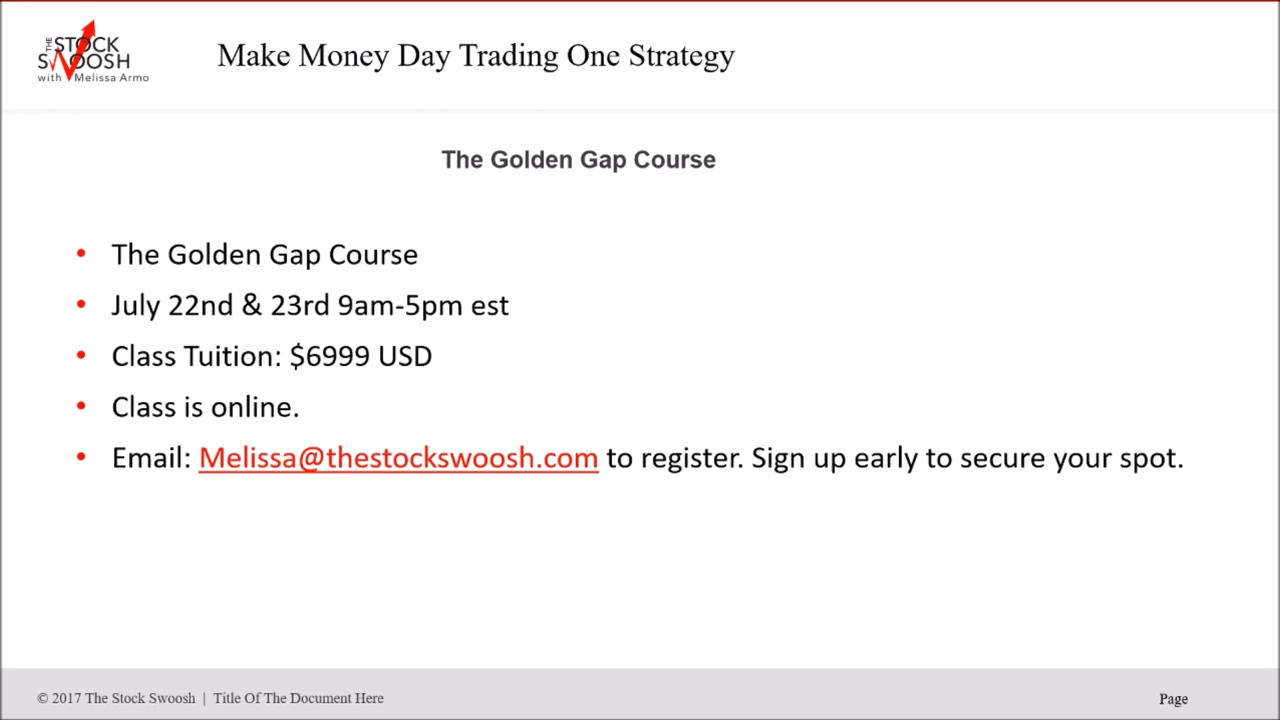 THE STOCK
SWOOSH
with Melissa Armo
Make Money Day Trading One Strategy
The Golden Gap Course
• The Golden Gap Course
• July 22nd & 23rd 9am-5pm est
• Class Tuition: $6999 USD
• Class is online.
• Email: Melissa@thestockswoosh.com to register. Sign up early to secure your spot.
© 2017 The Stock Swoosh | Title Of The Document Here
Page